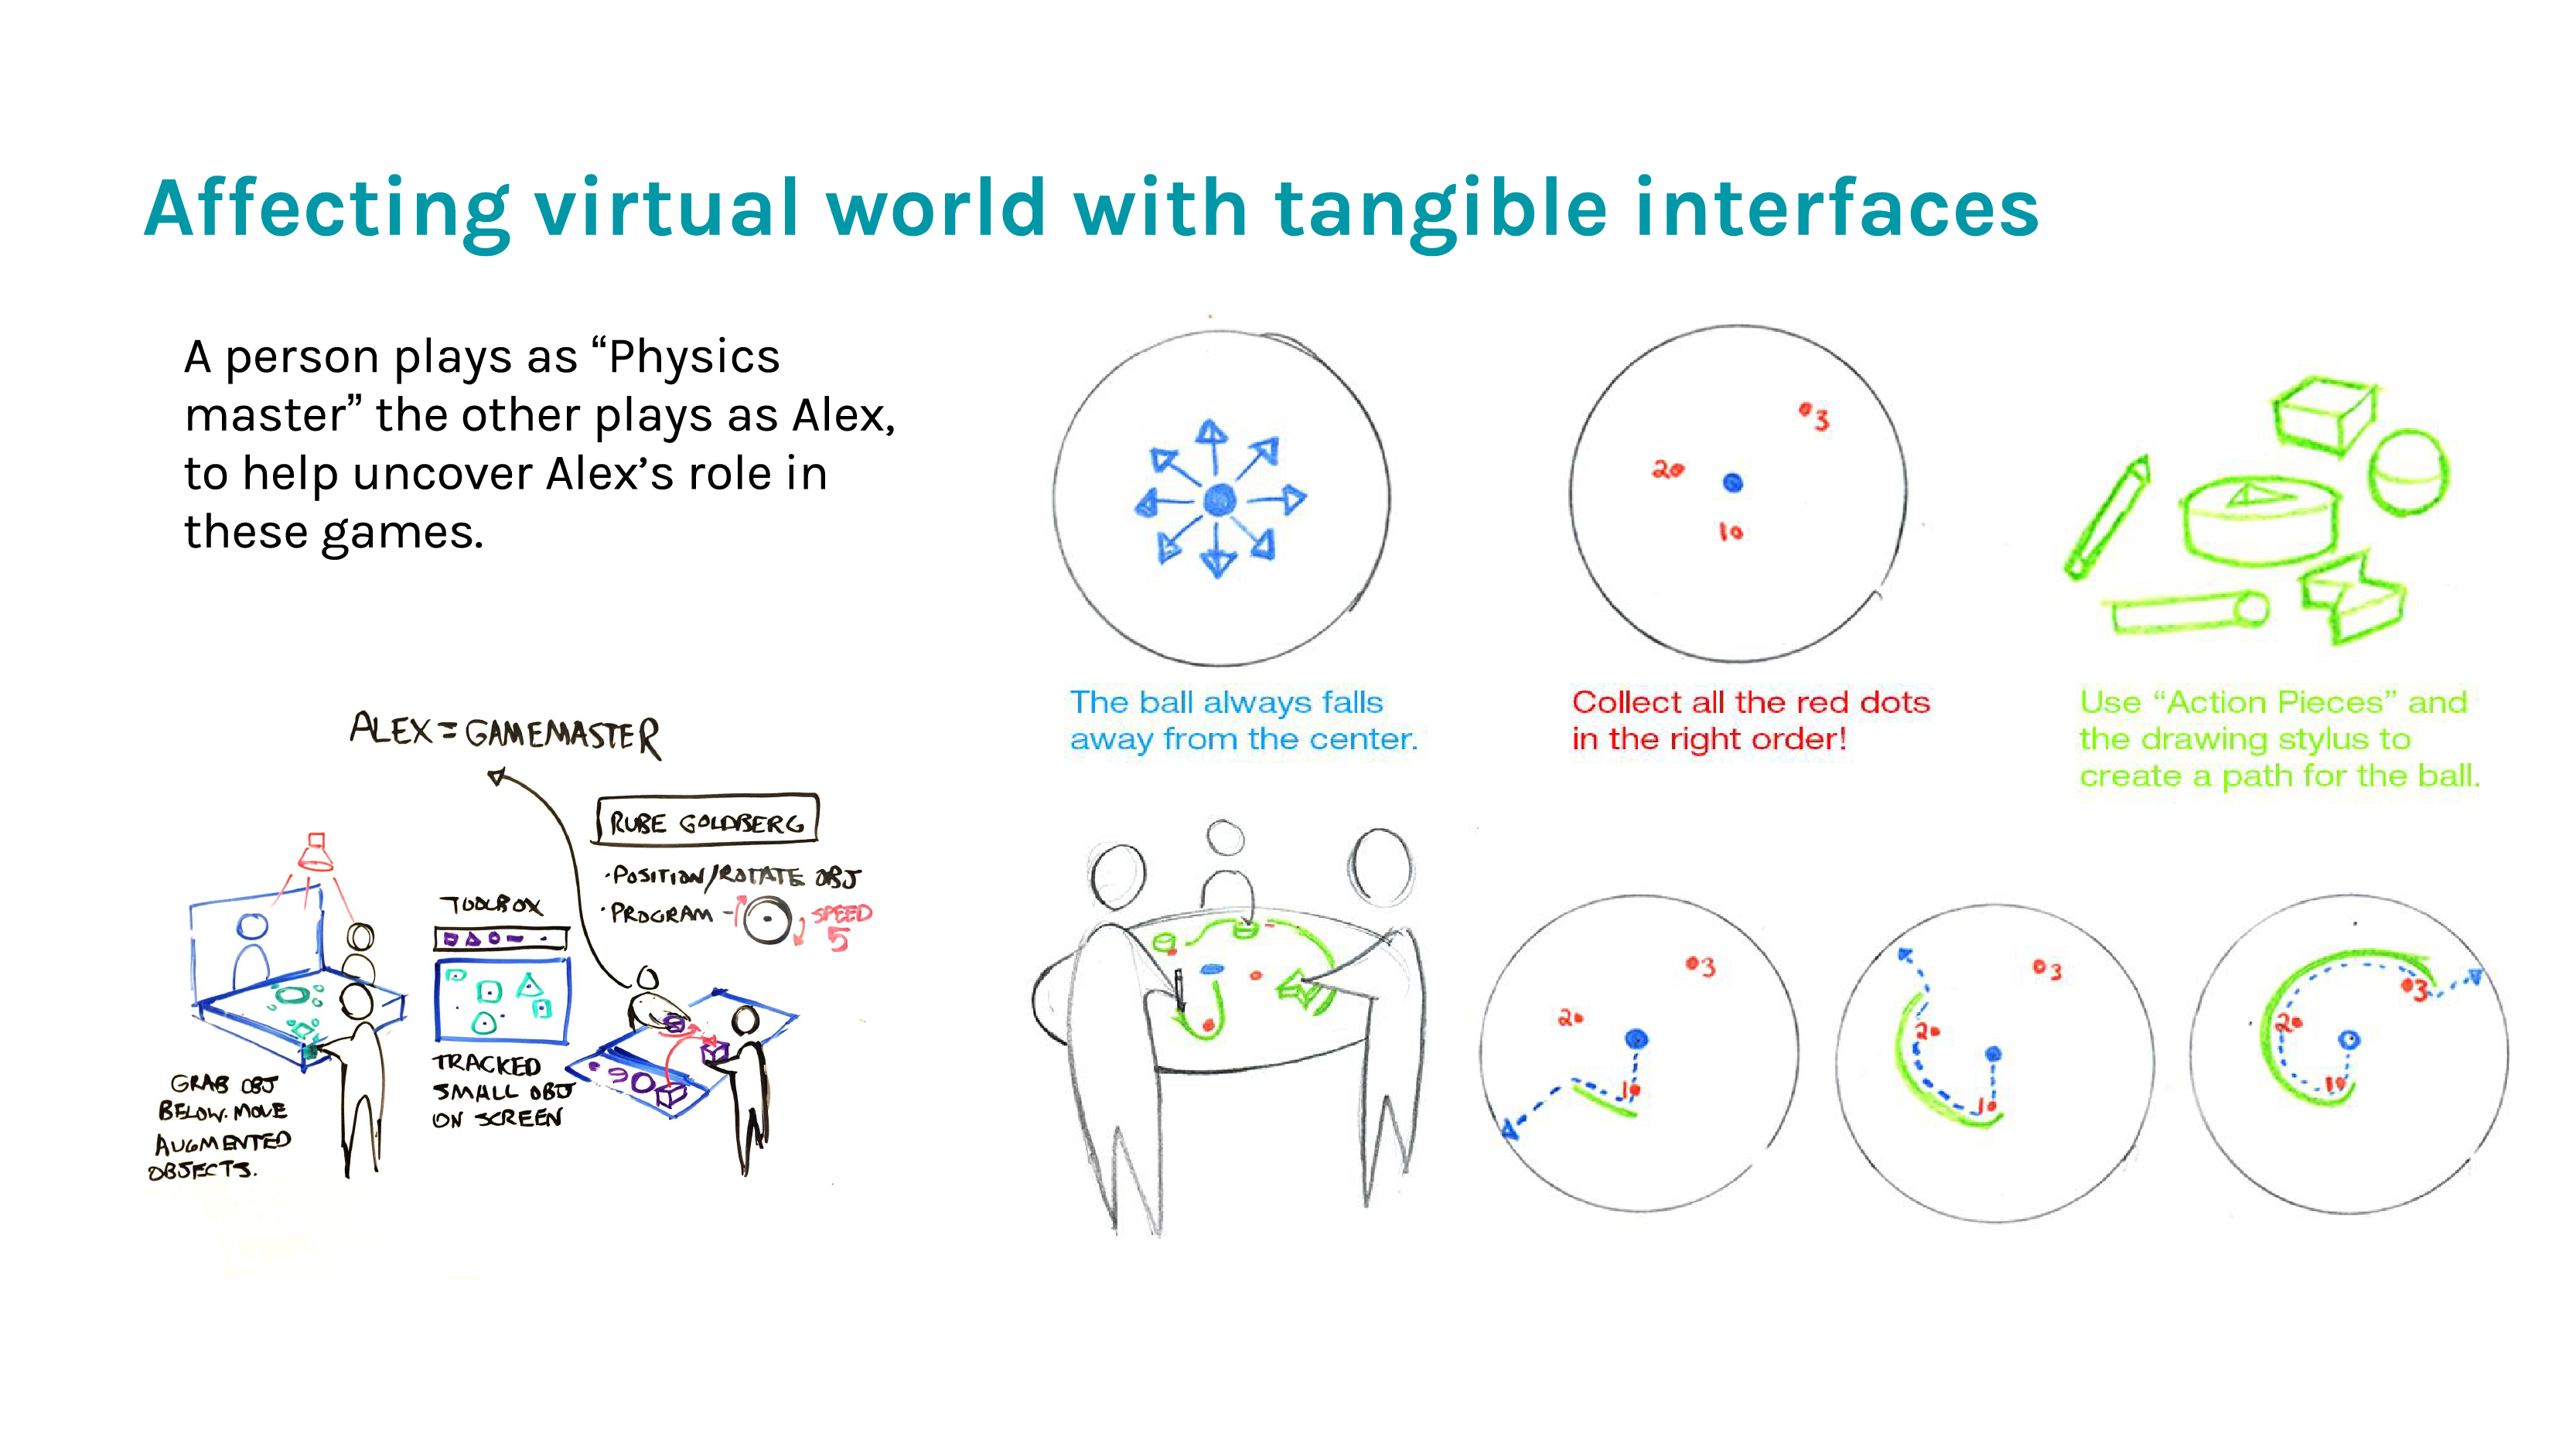 Affecting virtual world with tangible interfaces
A person plays as “Physics
master” the other plays as Alex,
to help uncover Alex’s role in
these games.
ALEX = GAMEMASTER
RUBE GOLDBERG
· POSITION/ROTATE OBJ
· PROGRAM -
SPEED
5
TOOLBOX
TRACKED
SMALL OBJ
ON SCREEN
GRAB OBJ
BELOW. MOVE
AUGMENTED
OBJECTS.
3
2
1
The ball always falls
away from the center.
Collect all the red dots
in the right order!
Use “Action Pieces” and
the drawing stylus to
create a path for the ball.
3
2
1
3
2
1
3
2
1